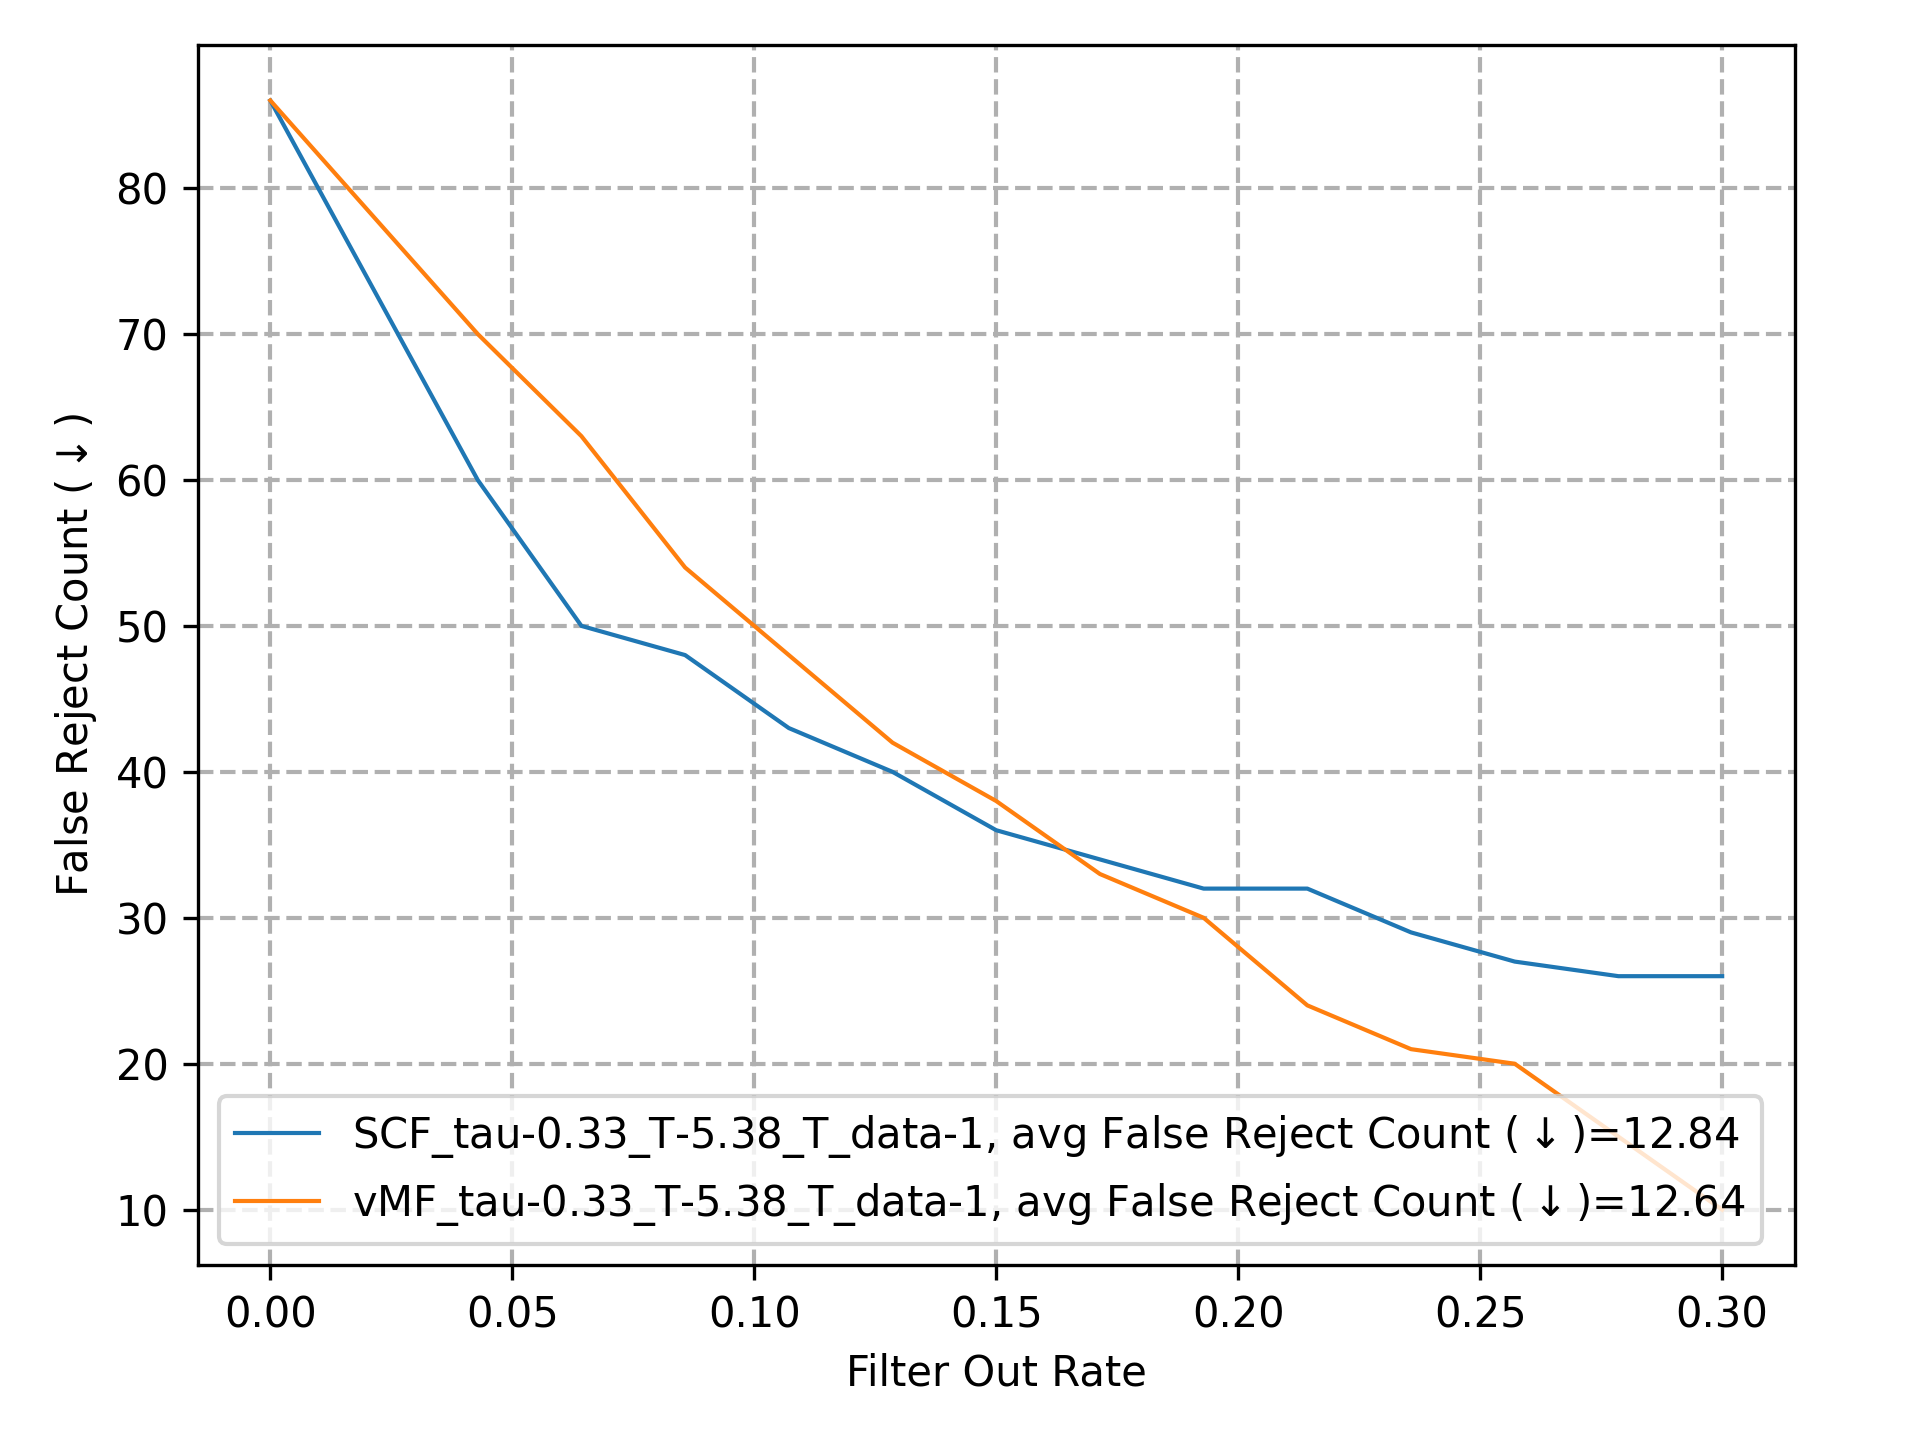 False Reject Count (↓)
80
70
60
50
40
30
20
10
SCF_tau-0.33_T-5.38_T_data-1, avg False Reject Count (↓)=12.84
vMF_tau-0.33_T-5.38_T_data-1, avg False Reject Count (↓)=12.64
0.00 0.05 0.10 0.15 0.20 0.25 0.30
Filter Out Rate